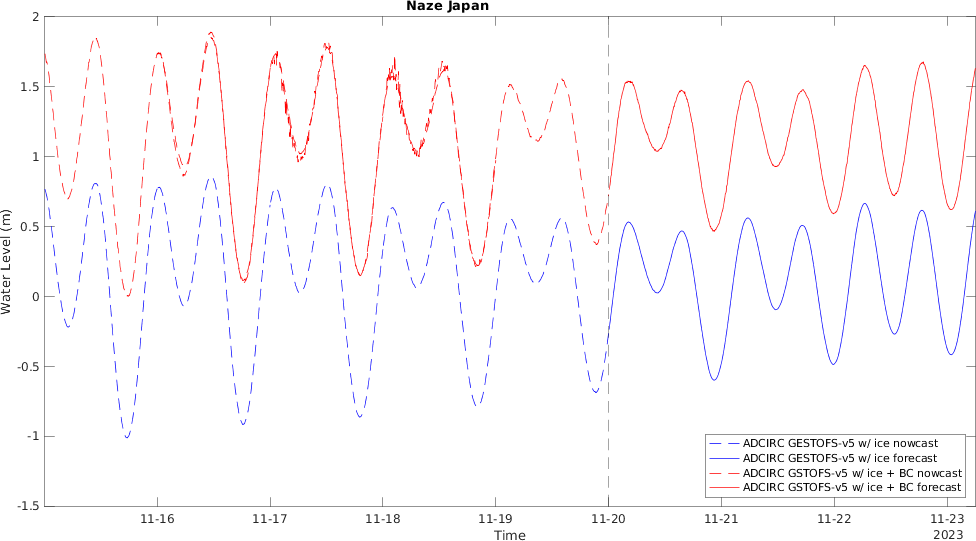 Naze Japan
2
1.5
1
0.5
0
-0.5
-1
-1.5
Water Level (m)
11-16 11-17 11-18 11-19 11-20 11-21 11-22 11-23
Time
2023
ADCIRC GESTOFS-v5 w/ ice nowcast
ADCIRC GESTOFS-v5 w/ ice forecast
ADCIRC GSTOFS-v5 w/ ice + BC nowcast
ADCIRC GSTOFS-v5 w/ ice + BC forecast